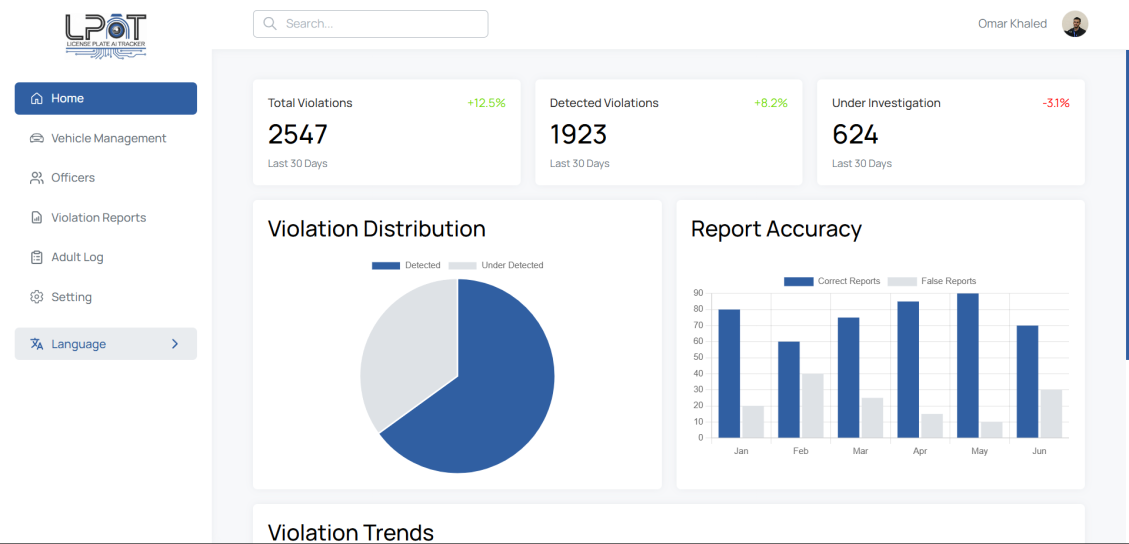 LPOT
LICENSE PLATE AI TRACKER
Search...
Omar Khaled
Home
Vehicle Management
Officers
Violation Reports
Adult Log
Setting
Language
Total Violations +12.5%
2547
Last 30 Days
Detected Violations +8.2%
1923
Last 30 Days
Under Investigation -3.1%
624
Last 30 Days
Violation Distribution
Detected Under Detected
Report Accuracy
Correct Reports False Reports
90
80
70
60
50
40
30
20
10
0
Jan Feb Mar Apr May Jun
Violation Trends